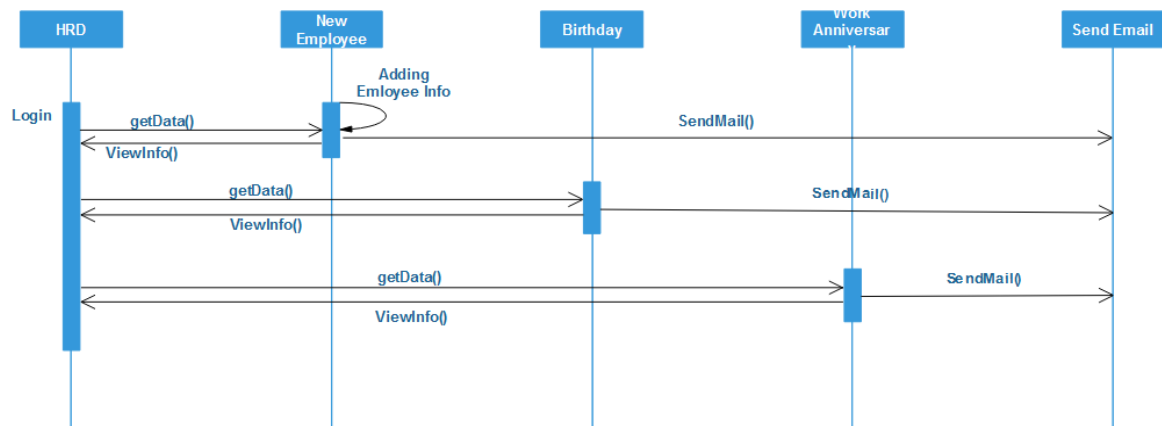 HRD
New
Employee
Birthday
Work
Anniversar
y
Send Email
Adding
Emloyee Info
Login
getData()
SendMail()
ViewInfo()
getData()
SendMail()
ViewInfo()
getData()
SendMail()
ViewInfo()